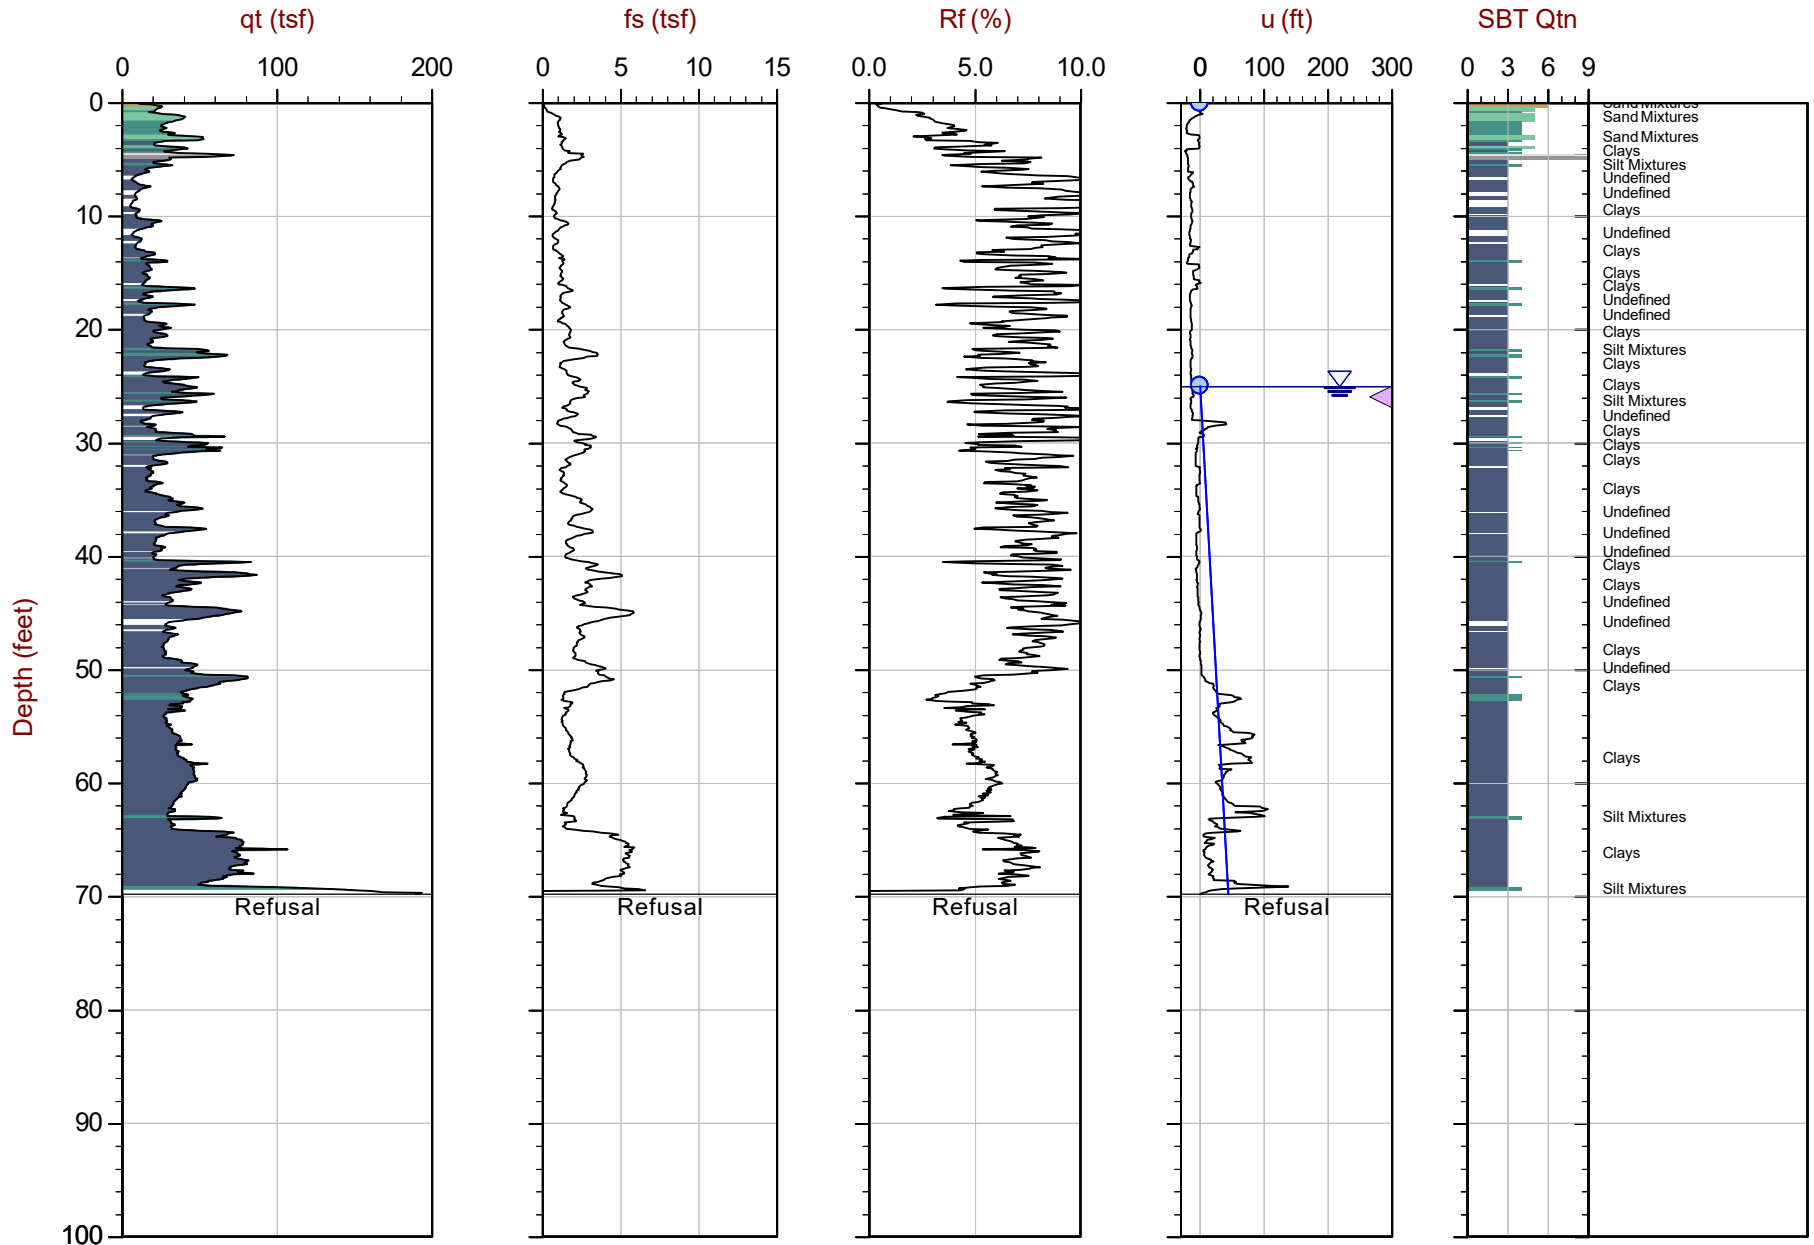 qt (tsf) fs (tsf) Rf (%) u (ft) SBT Qtn
0 100 200 0 5 10 15 0.0 5.0 10.0 0 100 200 300 0 3 6 9
0
Sand Mixtures
Sand Mixtures
Sand Mixtures
Clays
Silt Mixtures
Undefined
Undefined
Clays
10
Undefined
Clays
Clays
Clays
Undefined
Undefined
20
Clays
Silt Mixtures
Clays
Clays
Silt Mixtures
Undefined
Clays
30
Clays
Clays
Clays
Undefined
Undefined
Undefined
40
Clays
Clays
Undefined
Undefined
Clays
Undefined
50
Clays
Depth (feet)
Clays
60
Silt Mixtures
Clays
Silt Mixtures
70
Refusal Refusal Refusal Refusal
80
90
100